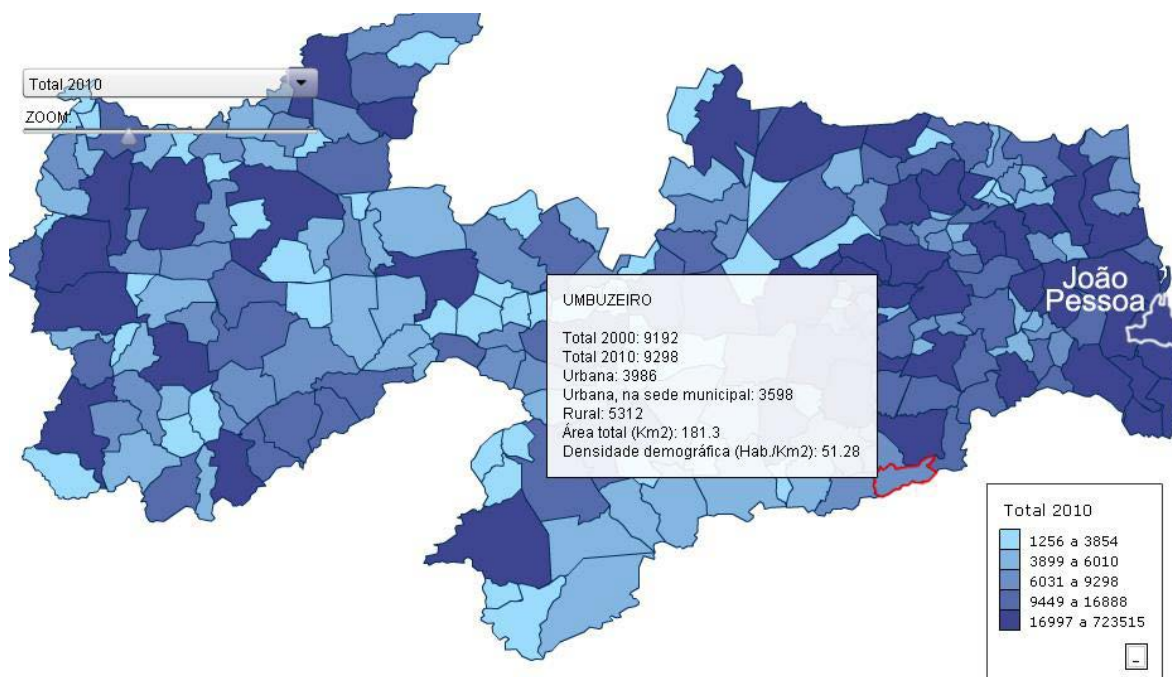 Total 2010
ZOOM:
João
Pessoa
UMBUZEIRO
Total 2000: 9192
Total 2010: 9298
Urbana: 3986
Urbana, na sede municipal: 3598
Rural: 5312
Área total (Km2): 181.3
Densidade demográfica (Hab./Km2): 51.28
Total 2010
1256 a 3854
3899 a 6010
6031 a 9298
9449 a 16888
16997 a 723515